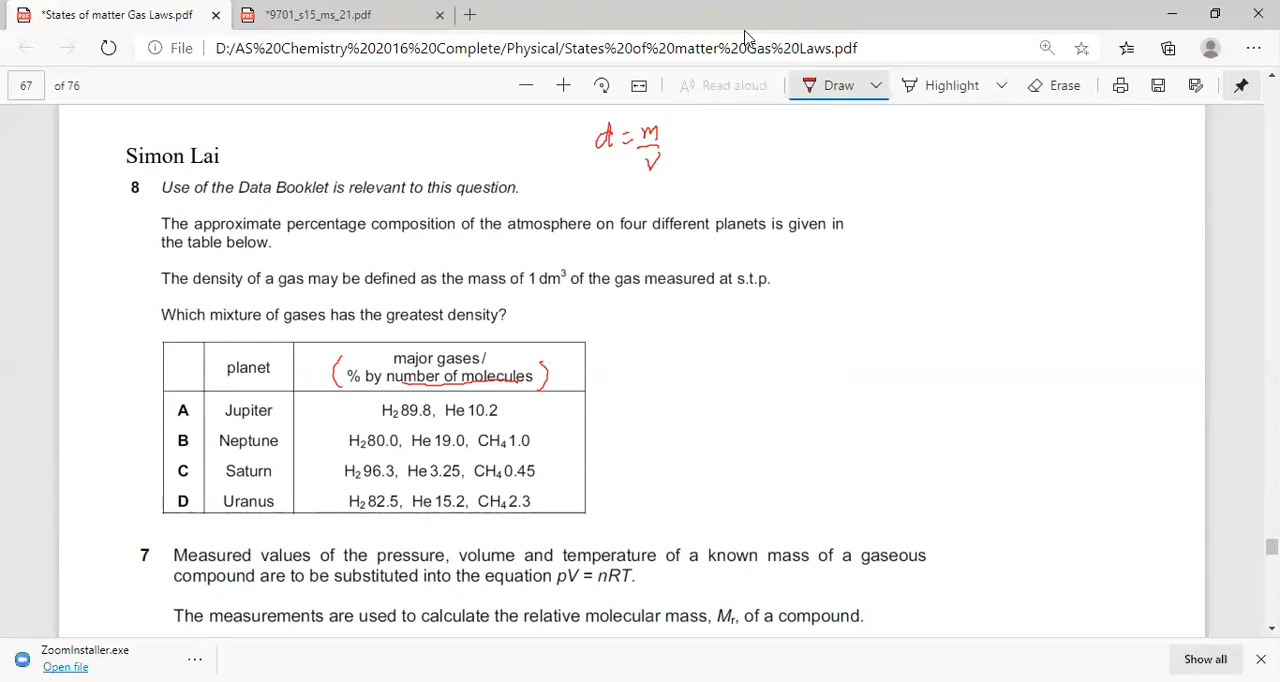 *States of matter Gas Laws.pdf
*9701_s15_ms_21.pdf
File D:/AS%20Chemistry%202016%20Complete/Physical/States%20of%20matter%20Gas%20Laws.pdf
67 of 76
Read aloud Draw Highlight Erase
d = m/v
Simon Lai
8 Use of the Data Booklet is relevant to this question.
The approximate percentage composition of the atmosphere on four different planets is given in
the table below.
The density of a gas may be defined as the mass of 1 dm³ of the gas measured at s.t.p.
Which mixture of gases has the greatest density?
planet major gases/
% by number of molecules
A Jupiter H₂ 89.8, He 10.2
B Neptune H₂ 80.0, He 19.0, CH₄ 1.0
C Saturn H₂ 96.3, He 3.25, CH₄ 0.45
D Uranus H₂ 82.5, He 15.2, CH₄ 2.3
7 Measured values of the pressure, volume and temperature of a known mass of a gaseous
compound are to be substituted into the equation pV = nRT.
The measurements are used to calculate the relative molecular mass, Mᵣ, of a compound.
ZoomInstaller.exe
Open file
Show all